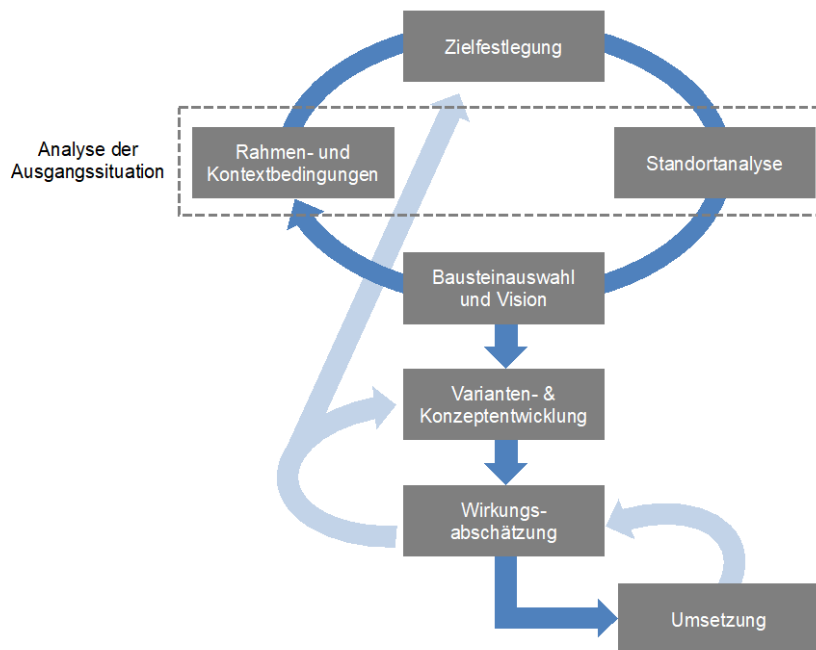 Zielfestlegung
Analyse der
Ausgangssituation
Rahmen- und
Kontextbedingungen
Standortanalyse
Bausteinauswahl
und Vision
Varianten- &
Konzeptentwicklung
Wirkungs-
abschätzung
Umsetzung